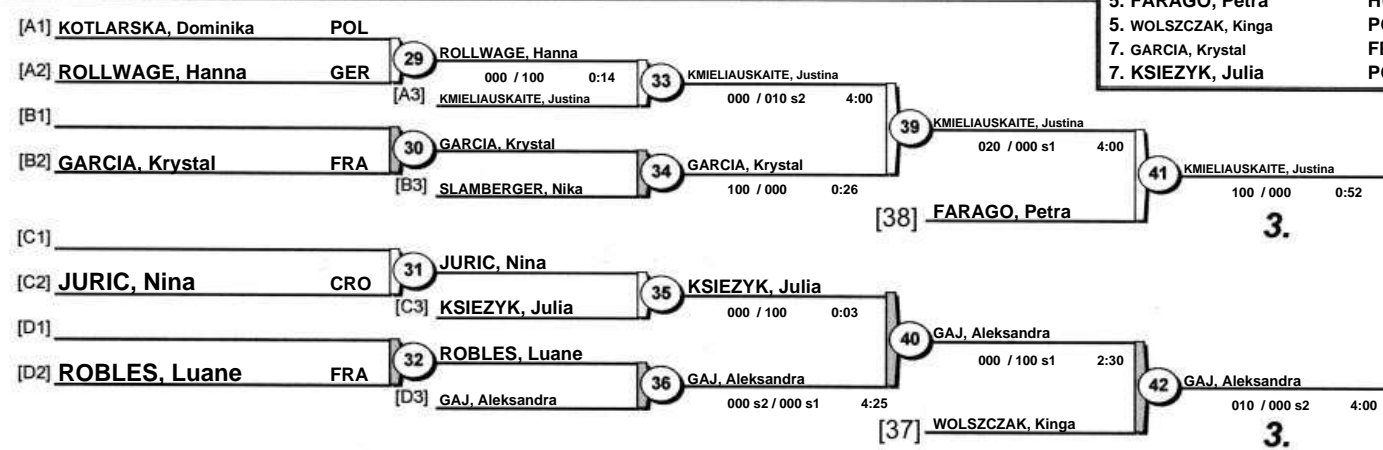 5. FARAGO, Petra
5. WOLSZCZAK, Kinga
7. GARCIA, Krystal
7. KSIEZYK, Julia
[A1] KOTLARSKA, Dominika POL
[A2] ROLLWAGE, Hanna GER
29 ROLLWAGE, Hanna
000 / 100 0:14
[A3] KMIELIAUSKAITE, Justina
33 KMIELIAUSKAITE, Justina
000 / 010 s2 4:00
[B1]
[B2] GARCIA, Krystal FRA
30 GARCIA, Krystal
[B3] SLAMBERGER, Nika
34 GARCIA, Krystal
100 / 000 0:26
39 KMIELIAUSKAITE, Justina
020 / 000 s1 4:00
[38] FARAGO, Petra
41 KMIELIAUSKAITE, Justina
100 / 000 0:52
3.
[C1]
[C2] JURIC, Nina CRO
31 JURIC, Nina
[C3] KSIEZYK, Julia
35 KSIEZYK, Julia
000 / 100 0:03
[D1]
[D2] ROBLES, Luane FRA
32 ROBLES, Luane
[D3] GAJ, Aleksandra
36 GAJ, Aleksandra
000 s2 / 000 s1 4:25
40 GAJ, Aleksandra
000 / 100 s1 2:30
[37] WOLSZCZAK, Kinga
42 GAJ, Aleksandra
010 / 000 s2 4:00
3.